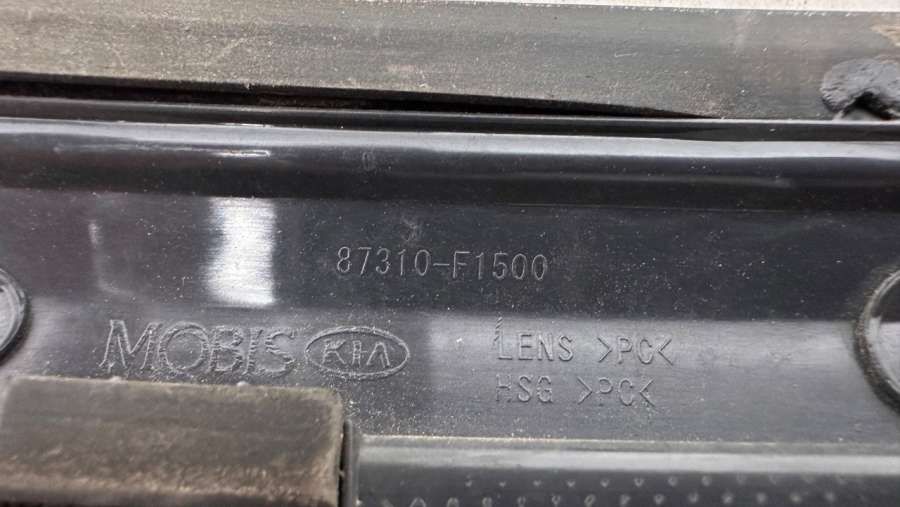 87310-F1500
MOBIS KIA LENS >PC<
HSG >PC<